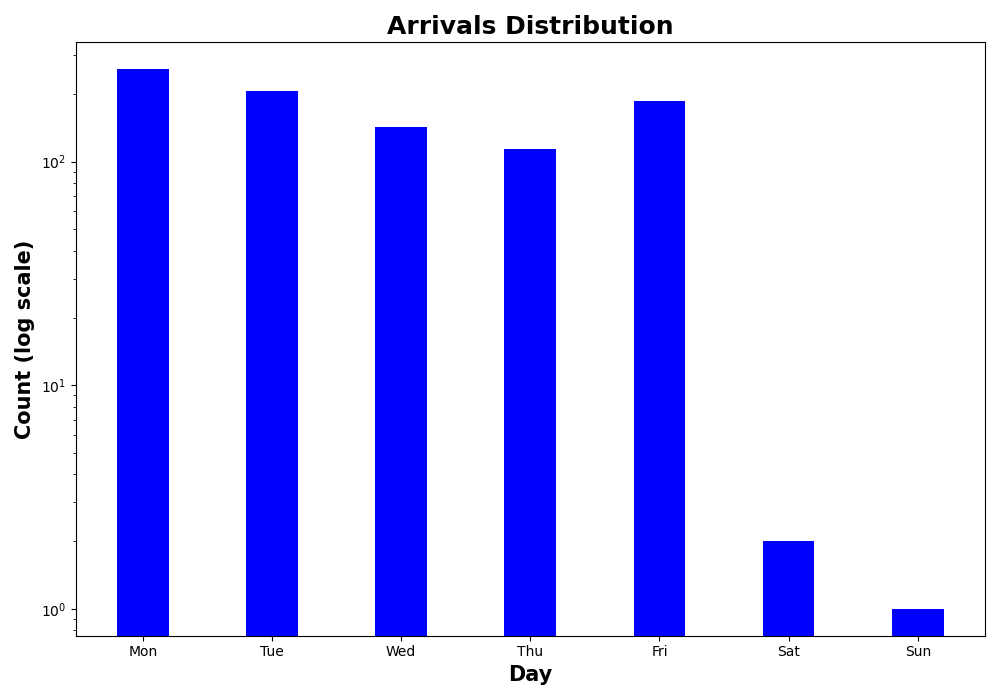 Arrivals Distribution
Count (log scale)
10²
10¹
10⁰
Mon Tue Wed Thu Fri Sat Sun
Day